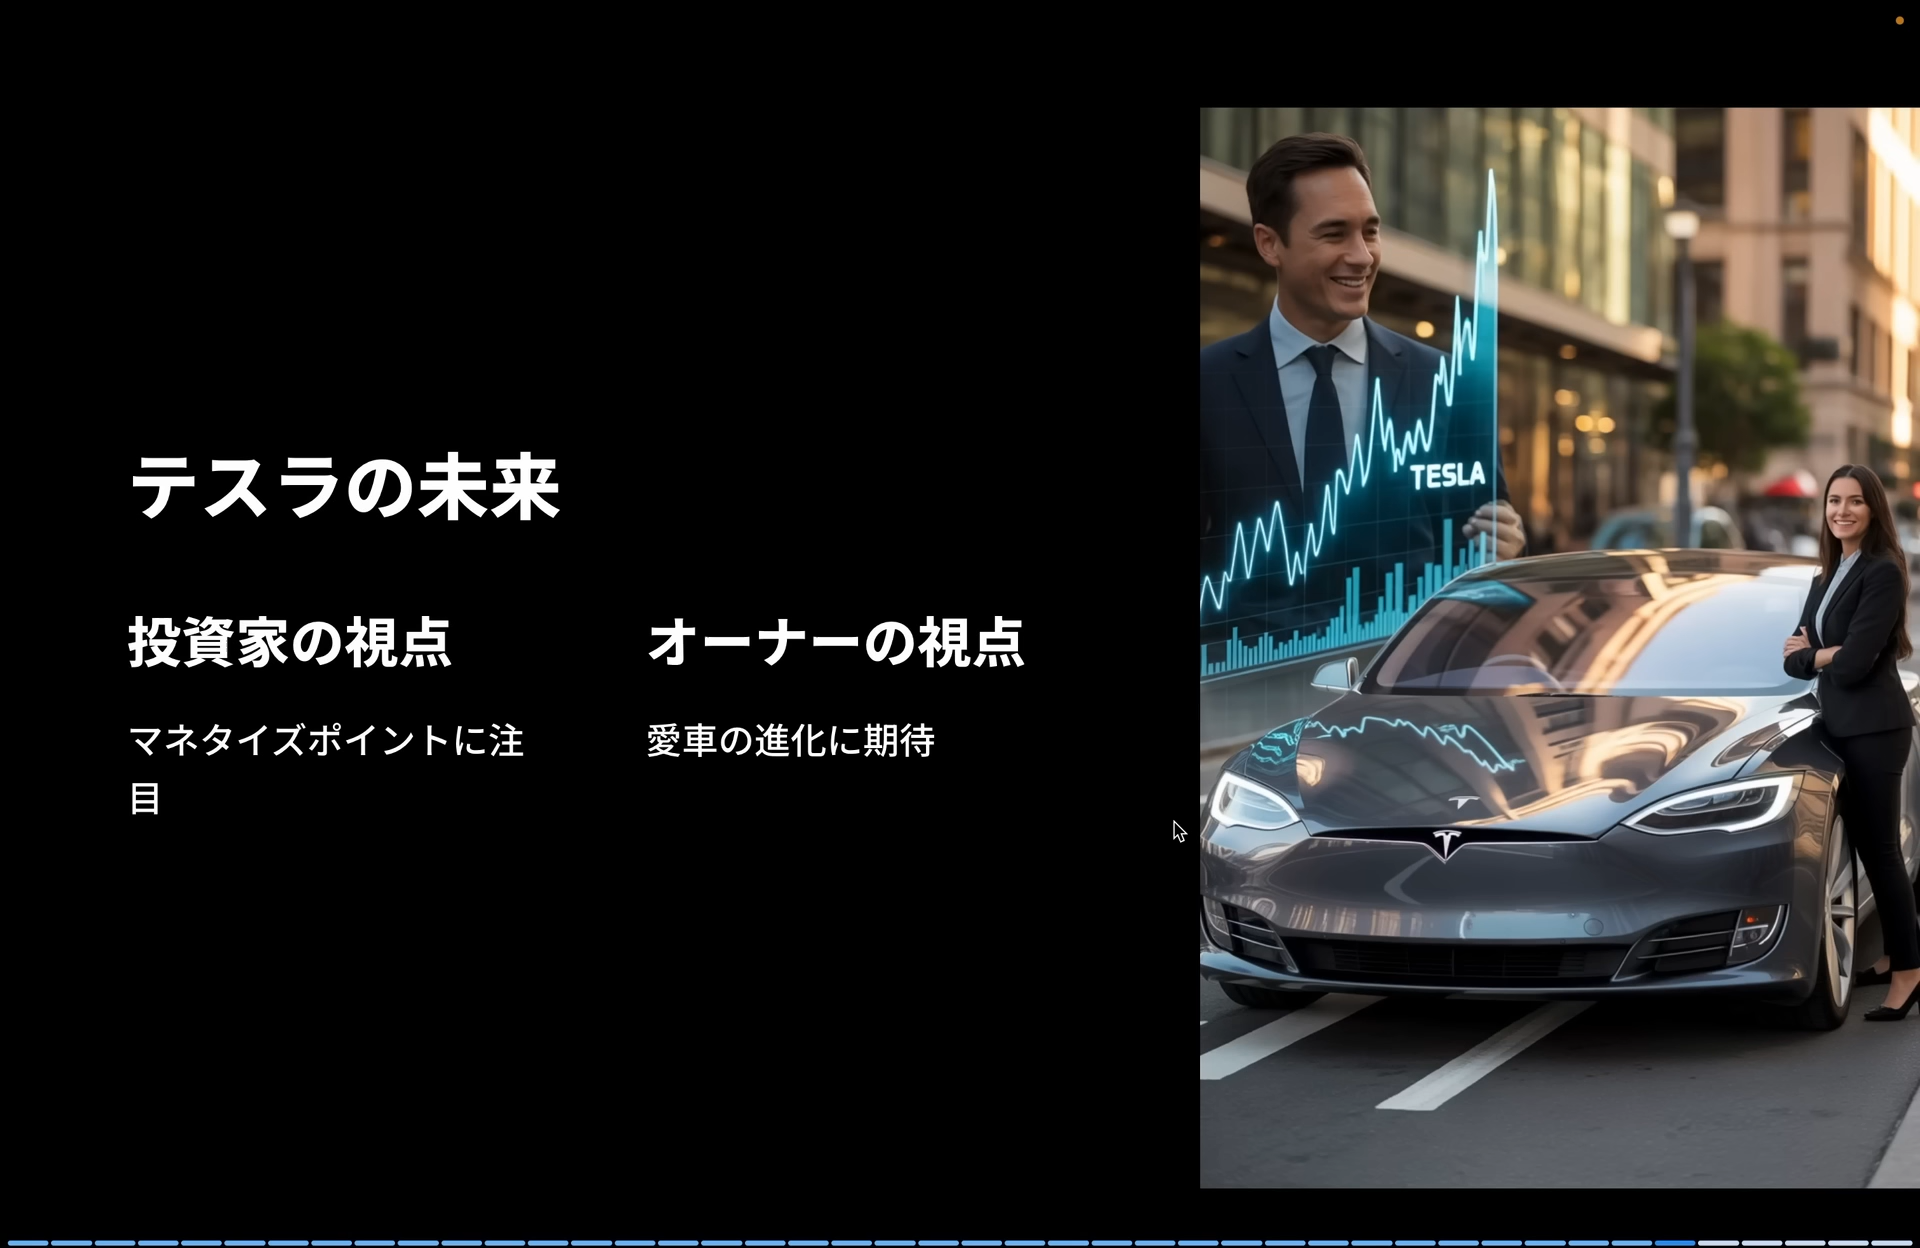 テスラの未来
投資家の視点
マネタイズポイントに注
目
オーナーの視点
愛車の進化に期待
TESLA